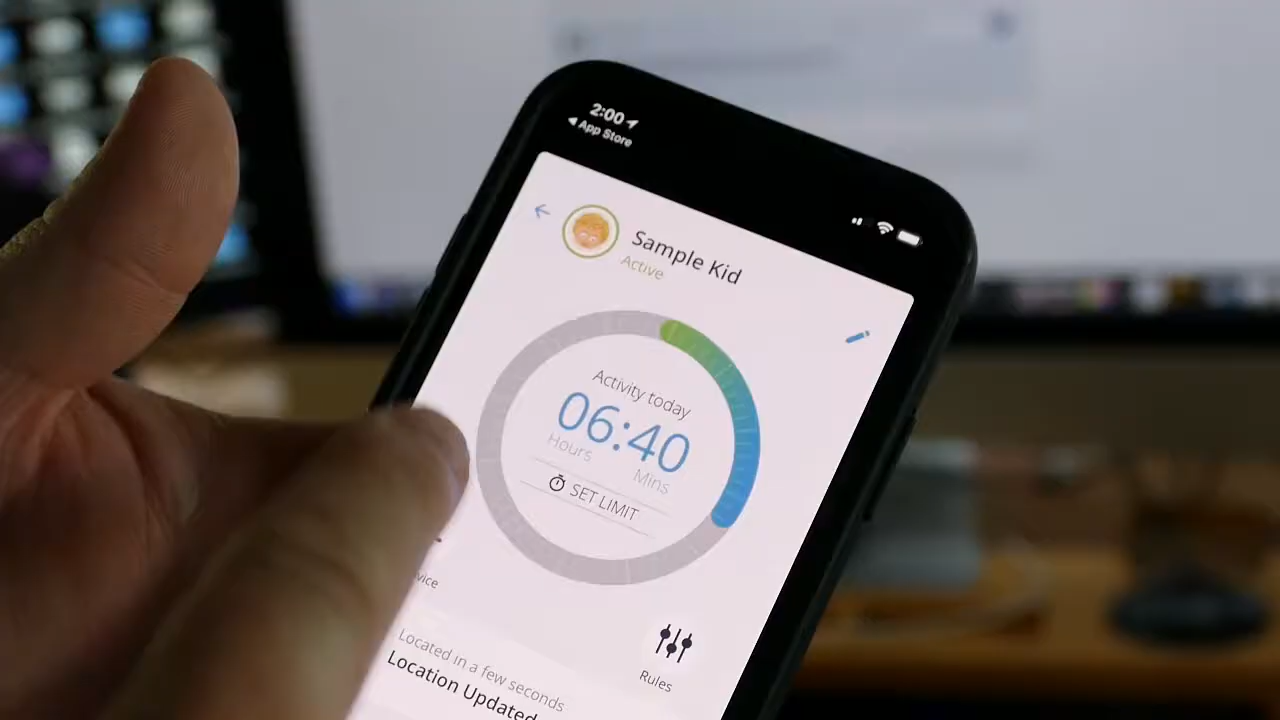 2:00
App Store
Sample Kid
Active
Activity today
06:40
Hours Mins
SET LIMIT
vice
Rules
Located in a few seconds
Location Updated